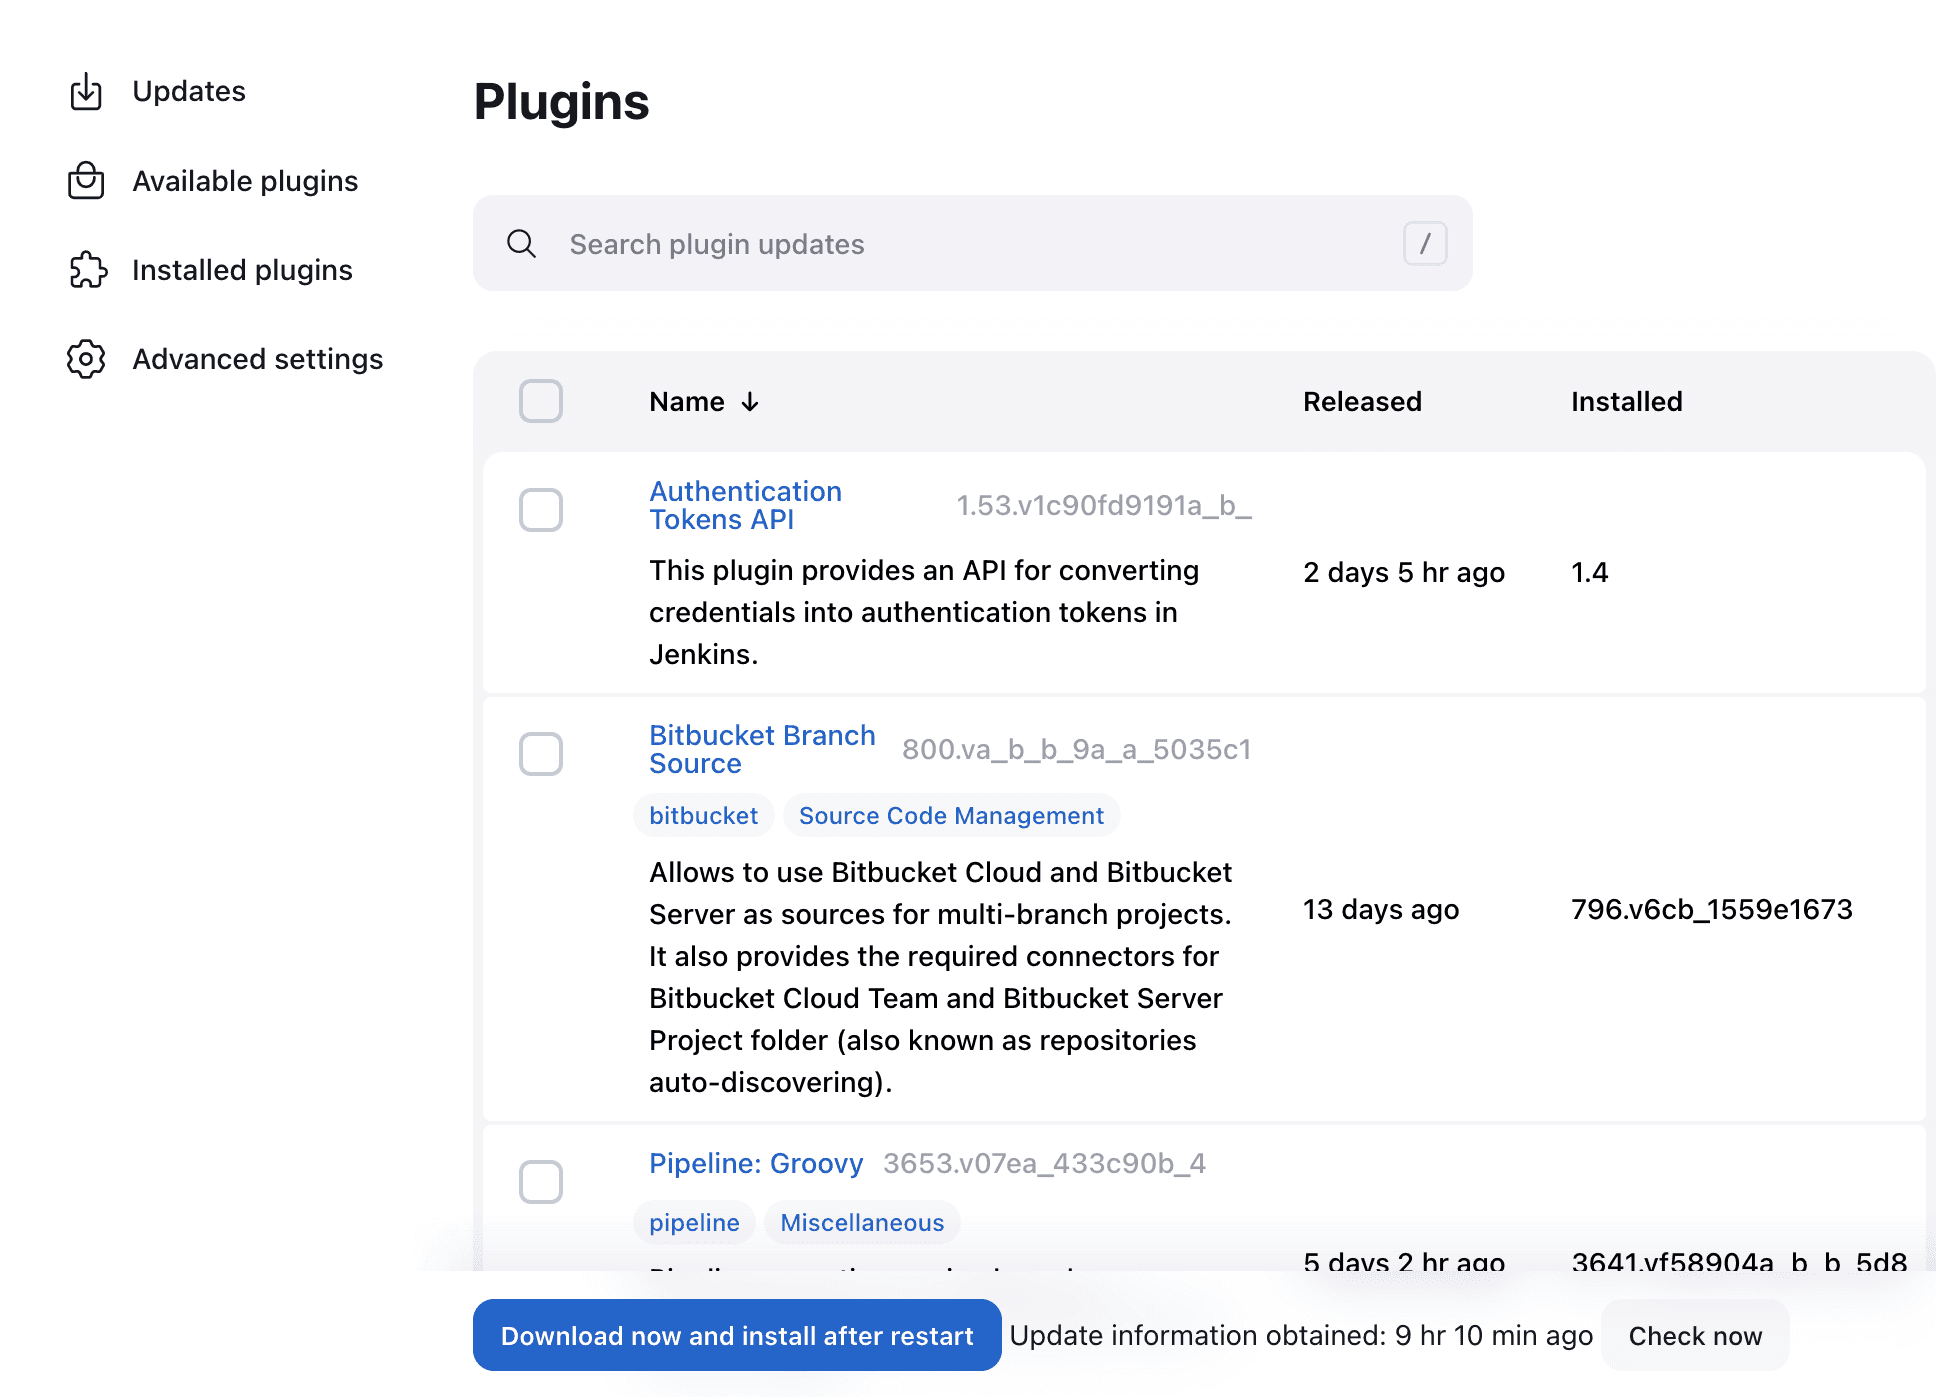 Updates
Available plugins
Installed plugins
Advanced settings
Plugins
Search plugin updates /
Name ↓ Released Installed
Authentication
Tokens API
1.53.v1c90fd9191a_b_
This plugin provides an API for converting
credentials into authentication tokens in
Jenkins.
2 days 5 hr ago
1.4
Bitbucket Branch
Source
800.va_b_b_9a_a_5035c1
bitbucket Source Code Management
Allows to use Bitbucket Cloud and Bitbucket
Server as sources for multi-branch projects.
It also provides the required connectors for
Bitbucket Cloud Team and Bitbucket Server
Project folder (also known as repositories
auto-discovering).
13 days ago
796.v6cb_1559e1673
Pipeline: Groovy 3653.v07ea_433c90b_4
pipeline Miscellaneous
5 days 2 hr ago
3641.vf58904a_b_b_5d8
Download now and install after restart Update information obtained: 9 hr 10 min ago Check now